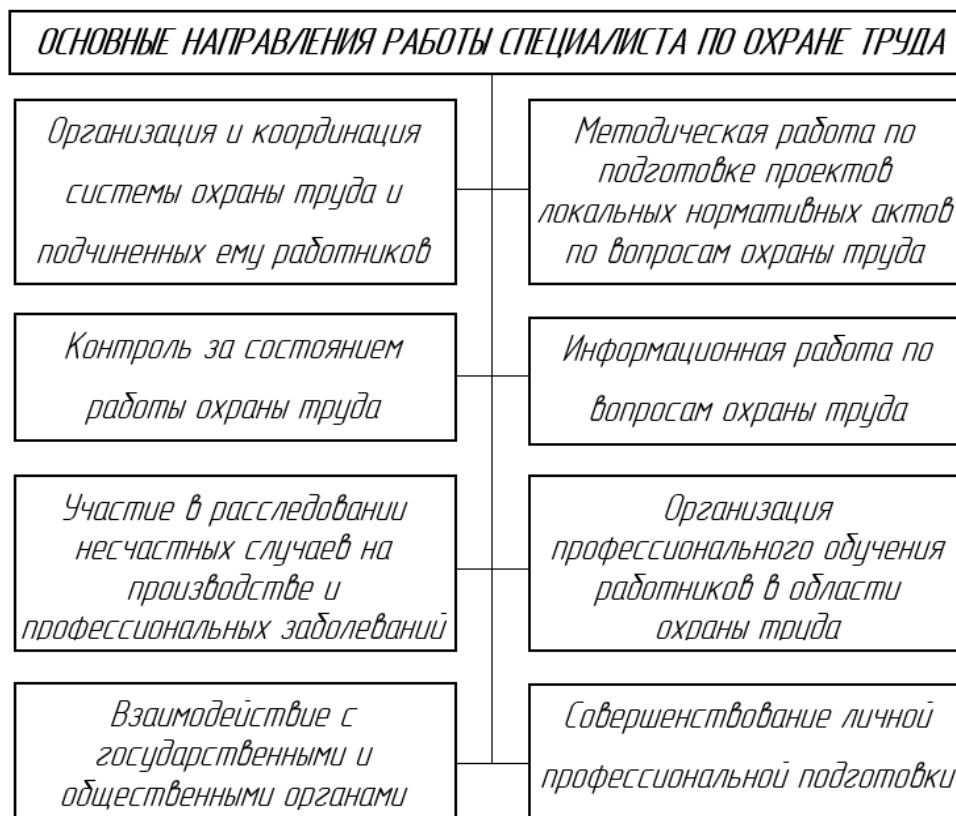 ОСНОВНЫЕ НАПРАВЛЕНИЯ РАБОТЫ СПЕЦИАЛИСТА ПО ОХРАНЕ ТРУДА
Организация и координация
системы охраны труда и
подчиненных ему работников
Методическая работа по
подготовке проектов
локальных нормативных актов
по вопросам охраны труда
Контроль за состоянием
работы охраны труда
Информационная работа по
вопросам охраны труда
Участие в расследовании
несчастных случаев на
производстве и
профессиональных заболеваний
Организация
профессионального обучения
работников в области
охраны труда
Взаимодействие с
государственными и
общественными органами
Совершенствование личной
профессиональной подготовки